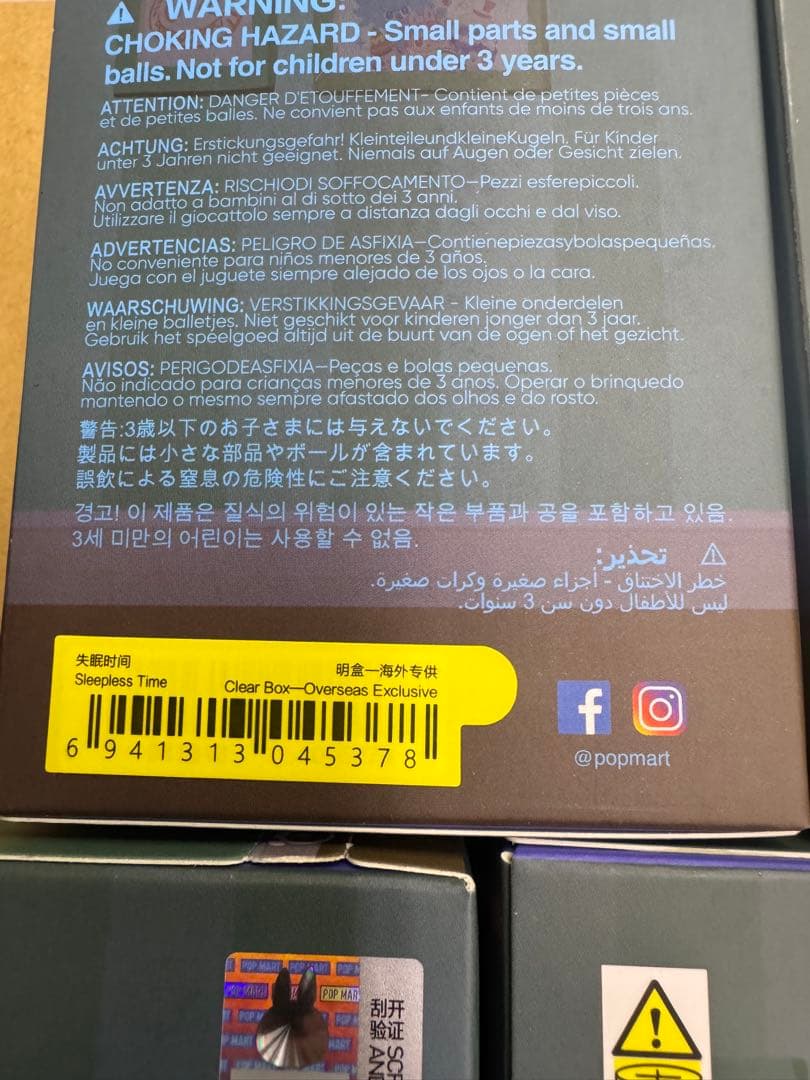 WARNING:
CHOKING HAZARD - Small parts and small
balls. Not for children under 3 years.
ATTENTION: DANGER D'ETOUFFEMENT- Contient de petites pièces
et de petites balles. Ne convient pas aux enfants de moins de trois ans.
ACHTUNG: Erstickungsgefahr! KleinteileundkleineKugeln. Für Kinder
unter 3 Jahren nicht geeignet. Niemals auf Augen oder Gesicht zielen.
AVVERTENZA: RISCHIODI SOFFOCAMENTO—Pezzi esferepiccoli.
Non adatto a bambini al di sotto dei 3 anni.
Utilizzare il giocattolo sempre a distanza dagli occhi e dal viso.
ADVERTENCIAS: PELIGRO DE ASFIXIA—Contienepiezasybolaspequeñas.
No conveniente para niños menores de 3 años.
Juega con el juguete siempre alejado de los ojos o la cara.
WAARSCHUWING: VERSTIKKINGSGEVAAR - Kleine onderdelen
en kleine balletjes. Niet geschikt voor kinderen jonger dan 3 jaar.
Gebruik het speelgoed altijd uit de buurt van de ogen of het gezicht.
AVISOS: PERIGODEASFIXIA—Peças e bolas pequenas.
Não indicado para crianças menores de 3 anos. Operar o brinquedo
mantendo o mesmo sempre afastado dos olhos e do rosto.
警告:3歳以下のお子さまには与えないでください。
製品には小さな部品やボールが含まれています。
誤飲による窒息の危険性にご注意ください。
경고! 이 제품은 질식의 위험이 있는 작은 부품과 공을 포함하고 있음.
3세 미만의 어린이는 사용할 수 없음.
تحذير:
خطر الاختناق - أجزاء صغيرة وكرات صغيرة.
ليس للأطفال دون سن 3 سنوات.
失眠时间
Sleepless Time
明盒—海外专供
Clear Box—Overseas Exclusive
6 941313 045378
@popmart
POP MART
刮开
验证